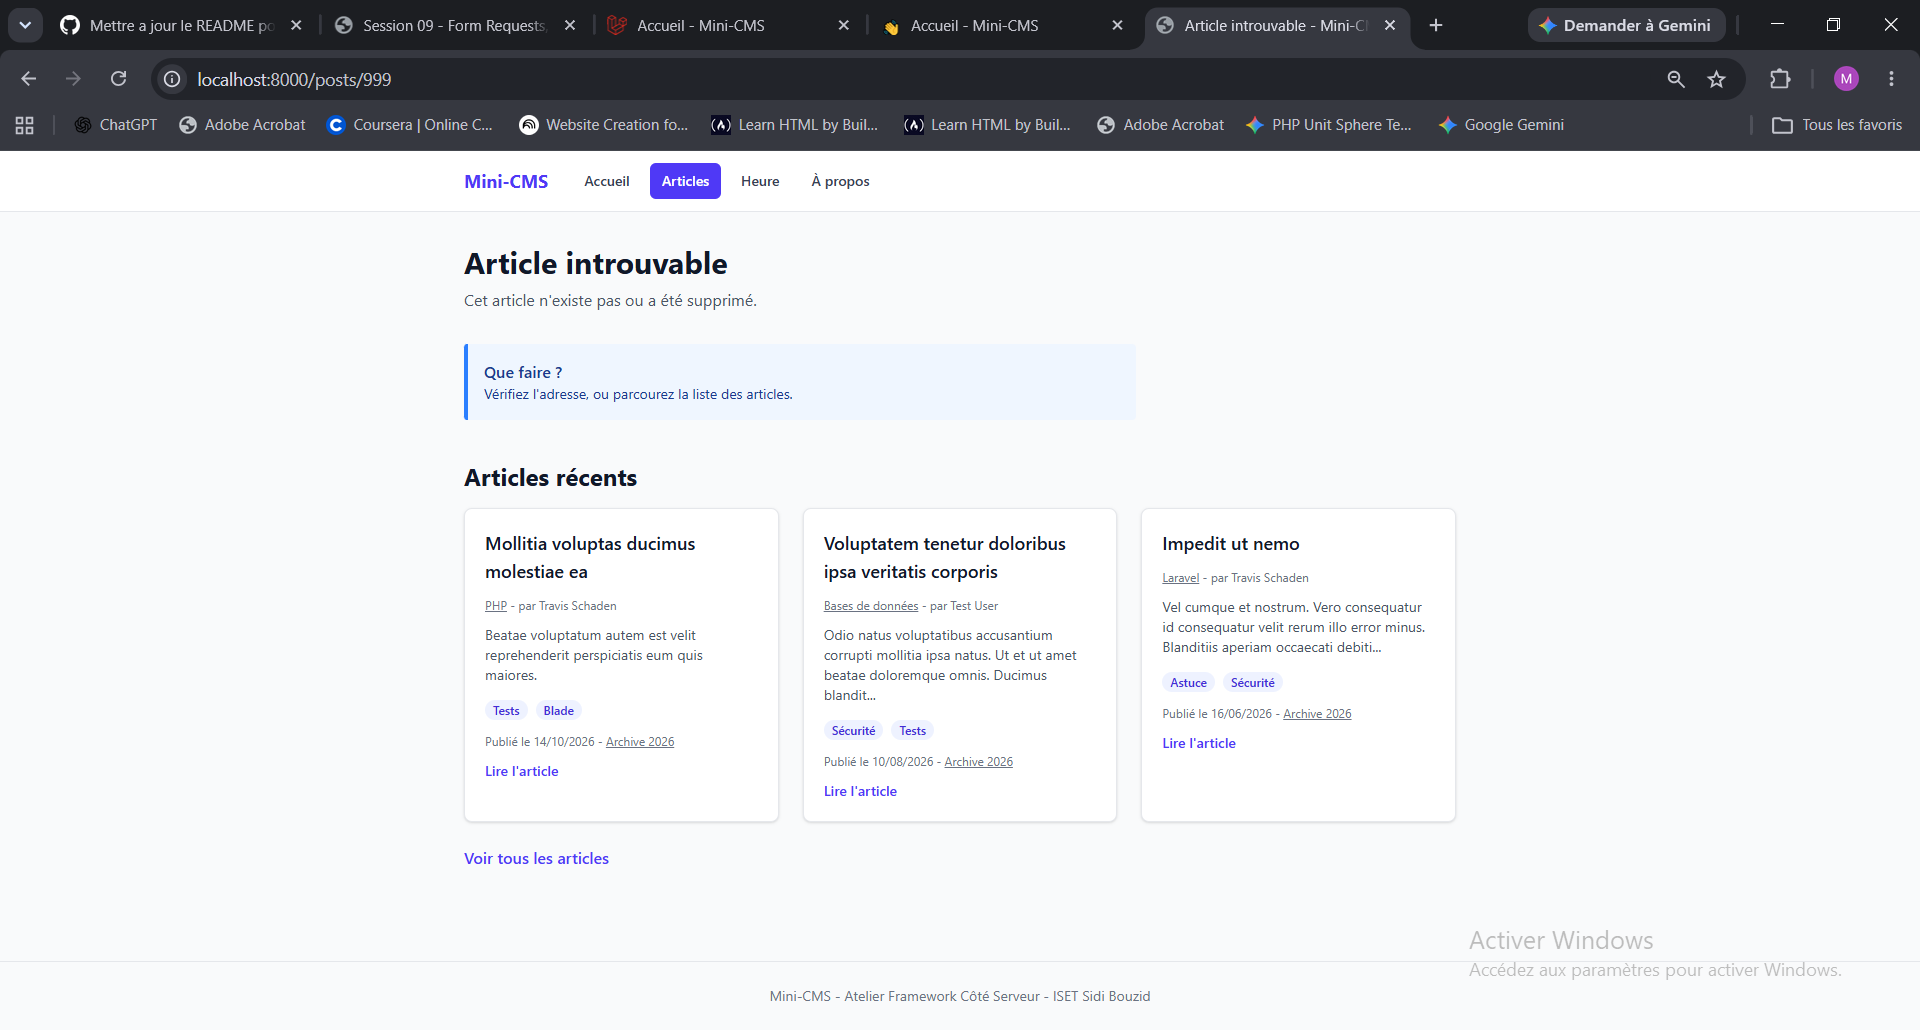 Mettre a jour le README po
Session 09 - Form Requests,
Accueil - Mini-CMS
Accueil - Mini-CMS
Article introuvable - Mini-C
Demander à Gemini
localhost:8000/posts/999
M
ChatGPT
Adobe Acrobat
Coursera | Online C...
Website Creation fo...
Learn HTML by Buil...
Learn HTML by Buil...
Adobe Acrobat
PHP Unit Sphere Te...
Google Gemini
Tous les favoris
Mini-CMS
Accueil
Articles
Heure
À propos
Article introuvable
Cet article n'existe pas ou a été supprimé.
Que faire ?
Vérifiez l'adresse, ou parcourez la liste des articles.
Articles récents
Mollitia voluptas ducimus
molestiae ea
PHP - par Travis Schaden
Beatae voluptatum autem est velit
reprehenderit perspiciatis eum quis
maiores.
Tests Blade
Publié le 14/10/2026 - Archive 2026
Lire l'article
Voluptatem tenetur doloribus
ipsa veritatis corporis
Bases de données - par Test User
Odio natus voluptatibus accusantium
corrupti mollitia ipsa natus. Ut et ut amet
beatae doloremque omnis. Ducimus
blandit...
Sécurité Tests
Publié le 10/08/2026 - Archive 2026
Lire l'article
Impedit ut nemo
Laravel - par Travis Schaden
Vel cumque et nostrum. Vero consequatur
id consequatur velit rerum illo error minus.
Blanditiis aperiam occaecati debiti...
Astuce Sécurité
Publié le 16/06/2026 - Archive 2026
Lire l'article
Voir tous les articles
Activer Windows
Accédez aux paramètres pour activer Windows.
Mini-CMS - Atelier Framework Côté Serveur - ISET Sidi Bouzid